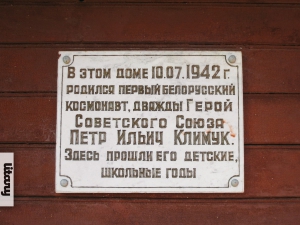 В этом доме 10.07.1942 г.
родился первый белорусский
космонавт, дважды Герой
Советского Союза
Петр Ильич Климук.
Здесь прошли его детские,
школьные годы